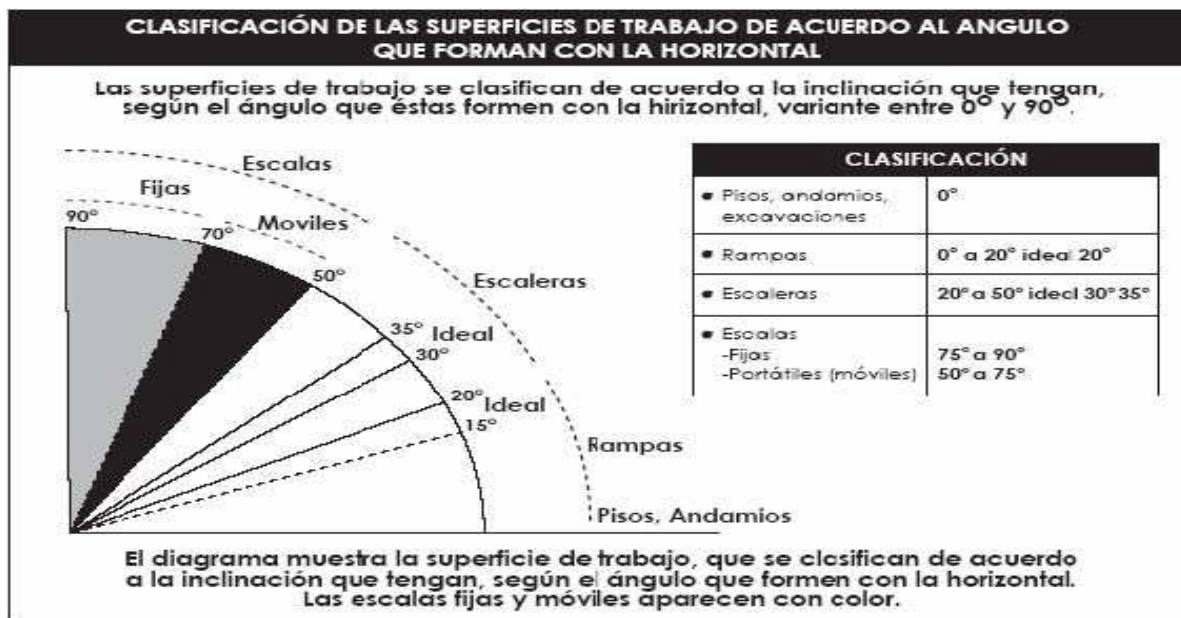 CLASIFICACIÓN DE LAS SUPERFICIES DE TRABAJO DE ACUERDO AL ANGULO
QUE FORMAN CON LA HORIZONTAL
Las superficies de trabajo se clasifican de acuerdo a la inclinación que tengan,
según el ángulo que éstas formen con la hirizontal, variante entre 0° y 90°.
Escalas
Fijas
Moviles
90°
70°
50°
Escaleras
35° Ideal
30°
20° Ideal
15°
Rampas
Pisos, Andamios
CLASIFICACIÓN
• Pisos, andamios, 0°
excavaciones
• Rampas 0° a 20° ideal 20°
• Escaleras 20° a 50° ideal 30° 35°
• Escalas
-Fijas 75° a 90°
-Portátiles (móviles) 50° a 75°
El diagrama muestra la superficie de trabajo, que se clasifican de acuerdo
a la inclinación que tengan, según el ángulo que formen con la horizontal.
Las escalas fijas y móviles aparecen con color.